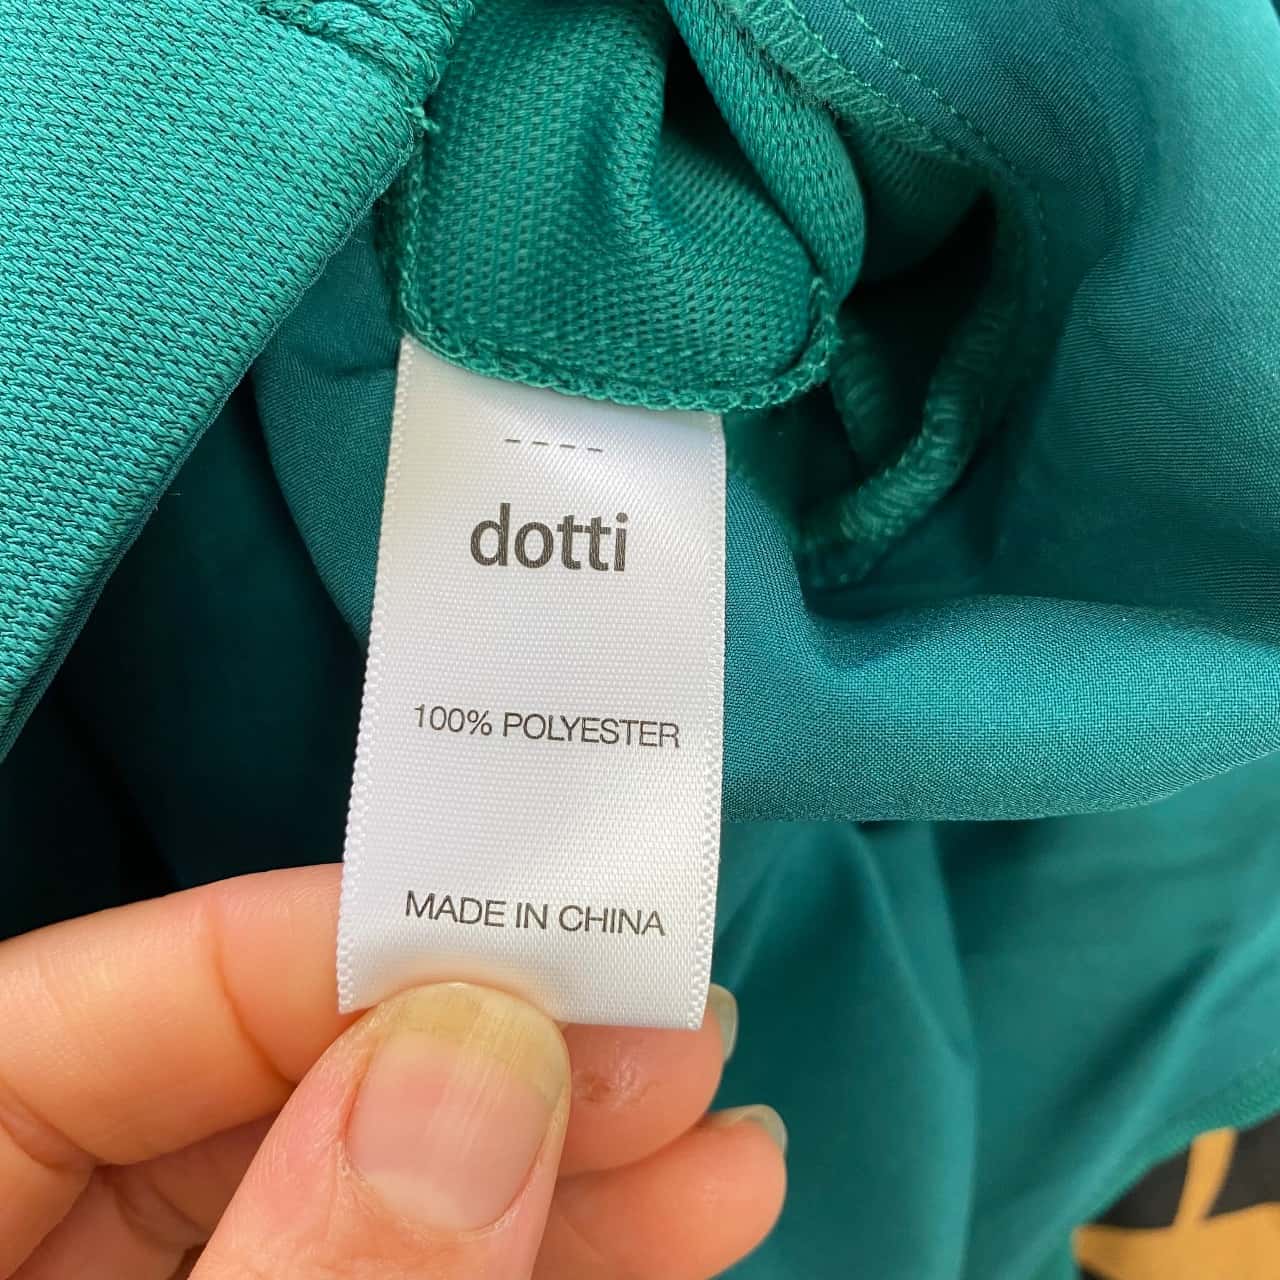 dotti
100% POLYESTER
MADE IN CHINA